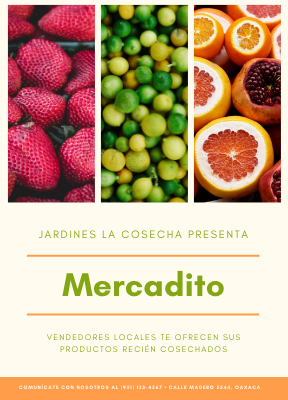 JARDINES LA COSECHA PRESENTA
Mercadito
VENDEDORES LOCALES TE OFRECEN SUS
PRODUCTOS RECIÉN COSECHADOS
COMUNÍCATE CON NOSOTROS AL (951) 123-4567 • CALLE MADERO 2244, OAXACA